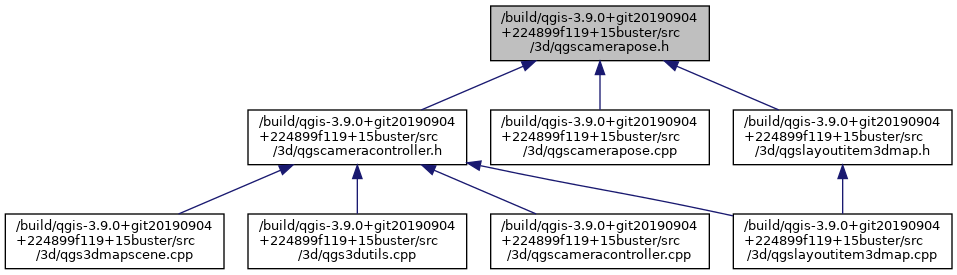 /build/qgis-3.9.0+git20190904
+224899f119+15buster/src
/3d/qgscamerapose.h
/build/qgis-3.9.0+git20190904
+224899f119+15buster/src
/3d/qgscameracontroller.h
/build/qgis-3.9.0+git20190904
+224899f119+15buster/src
/3d/qgscamerapose.cpp
/build/qgis-3.9.0+git20190904
+224899f119+15buster/src
/3d/qgslayoutitem3dmap.h
/build/qgis-3.9.0+git20190904
+224899f119+15buster/src
/3d/qgs3dmapscene.cpp
/build/qgis-3.9.0+git20190904
+224899f119+15buster/src
/3d/qgs3dutils.cpp
/build/qgis-3.9.0+git20190904
+224899f119+15buster/src
/3d/qgscameracontroller.cpp
/build/qgis-3.9.0+git20190904
+224899f119+15buster/src
/3d/qgslayoutitem3dmap.cpp